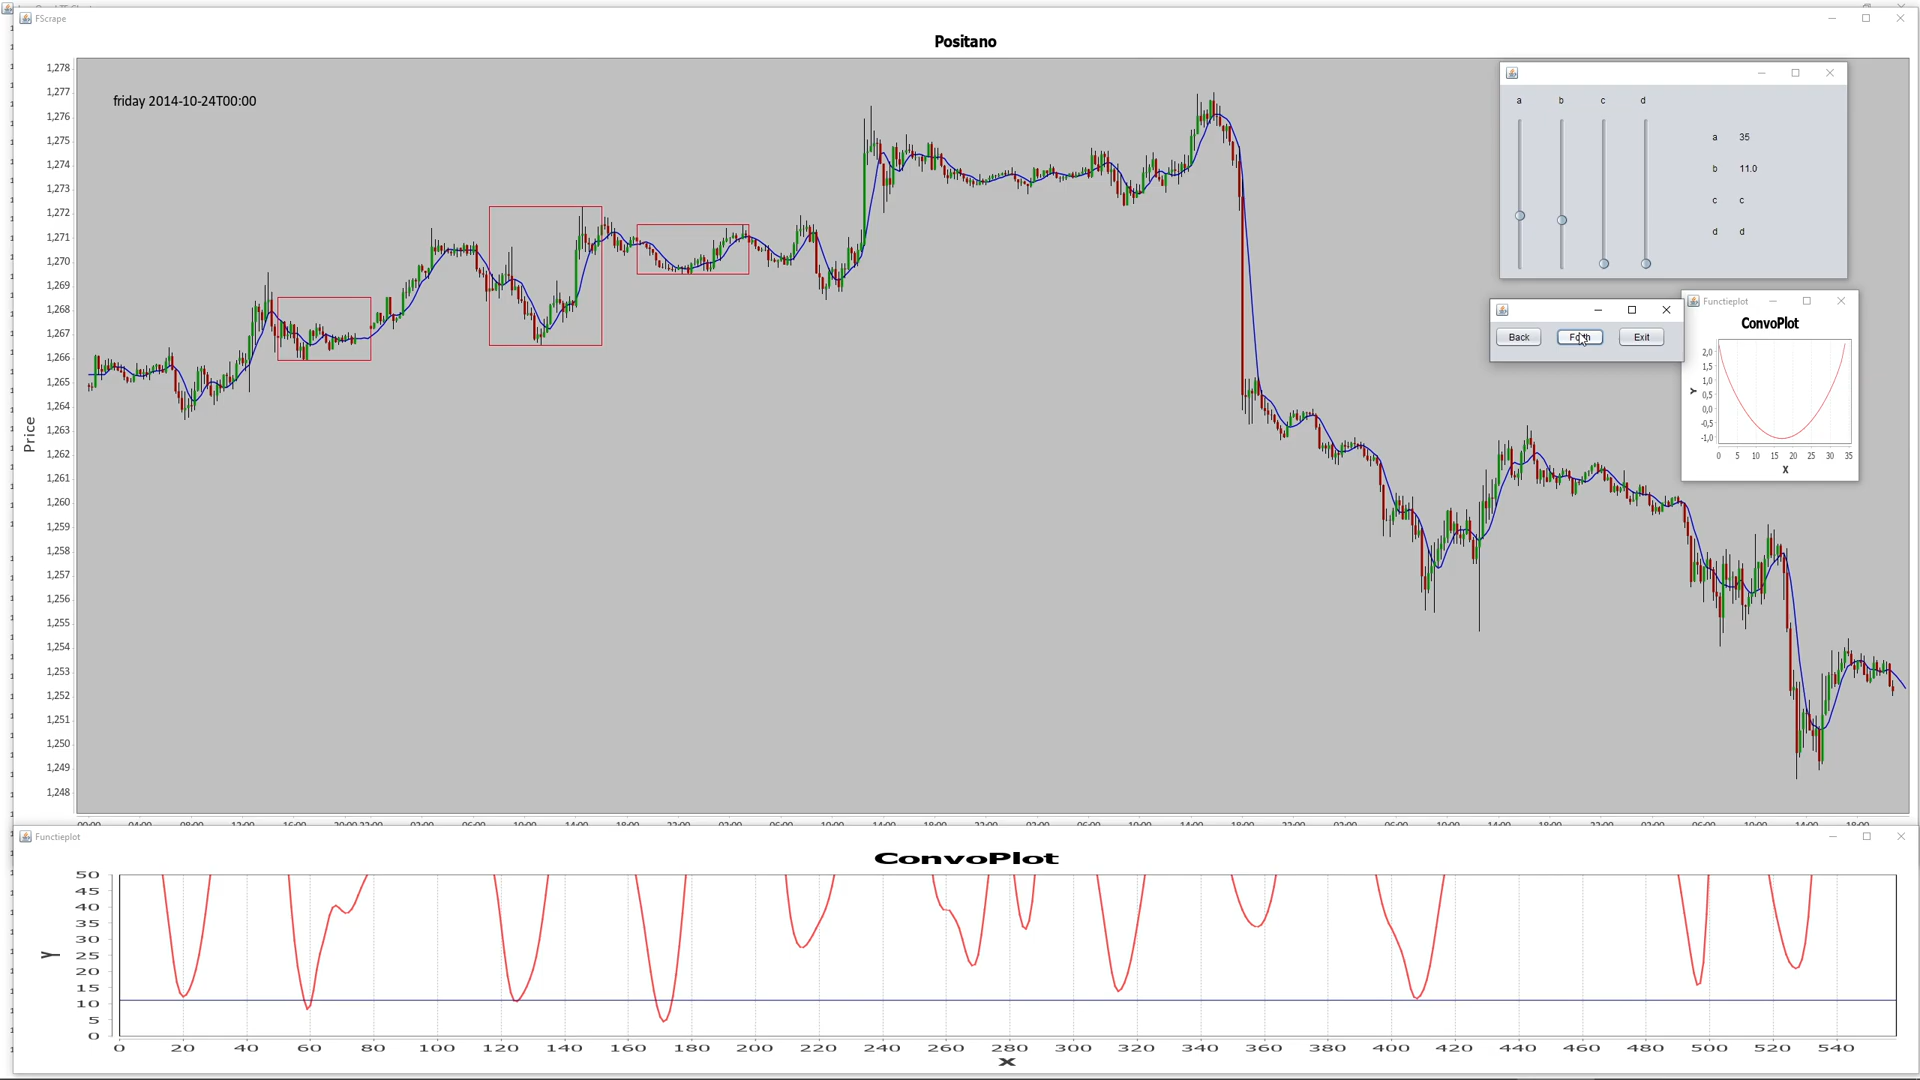 FScrape
Positano
friday 2014-10-24T00:00
1,278
1,277
1,276
1,275
1,274
1,273
1,272
1,271
1,270
1,269
1,268
1,267
1,266
1,265
1,264
1,263
1,262
1,261
1,260
1,259
1,258
1,257
1,256
1,255
1,254
1,253
1,252
1,251
1,250
1,249
1,248
Price
a b c d
a 35
b 11.0
c c
d d
Back Exit
Functieplot
ConvoPlot
2,0
1,5
1,0
0,5
0,0
-0,5
-1,0
Y
0 5 10 15 20 25 30 35
X
Functieplot
ConvoPlot
50
45
40
35
30
25
20
15
10
5
0
Y
0 20 40 60 80 100 120 140 160 180 200 220 240 260 280 300 320 340 360 380 400 420 440 460 480 500 520 540
X